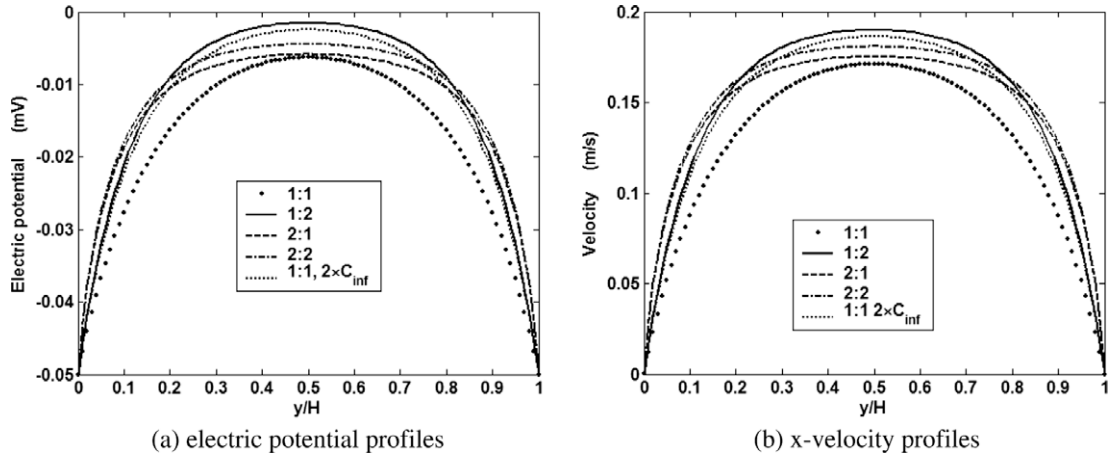 0
-0.01
-0.02
-0.03
-0.04
-0.05
Electric potential (mV)
1:1
1:2
2:1
2:2
1:1, 2×C_inf
0 0.1 0.2 0.3 0.4 0.5 0.6 0.7 0.8 0.9 1
y/H
(a) electric potential profiles
0.2
0.15
0.1
0.05
0
Velocity (m/s)
1:1
1:2
2:1
2:2
1:1 2×C_inf
0 0.1 0.2 0.3 0.4 0.5 0.6 0.7 0.8 0.9 1
y/H
(b) x-velocity profiles